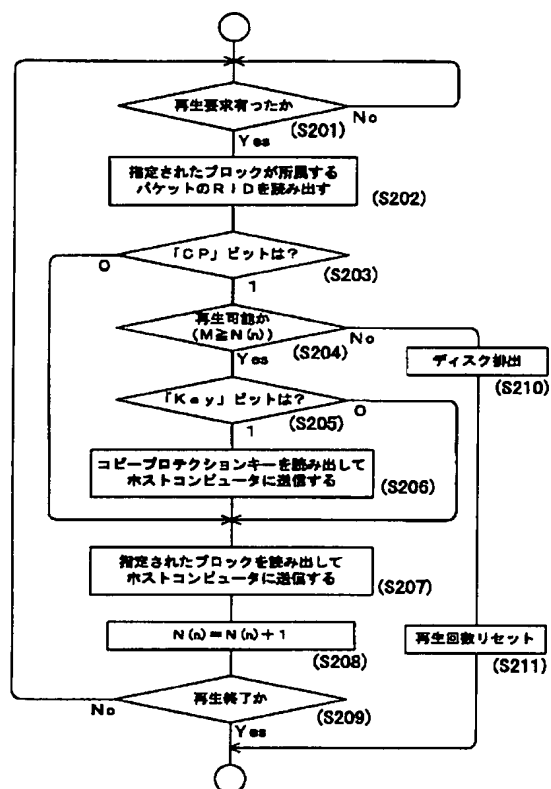 再生要求有ったか
No
(S201)
Yes
指定されたブロックが所属する
パケットのRIDを読み出す
(S202)
「CP」ビットは?
0
(S203)
1
再生可能か
(M≧N(n))
No
(S204)
Yes
ディスク排出
(S210)
「Key」ビットは?
0
(S205)
1
コピープロテクションキーを読み出して
ホストコンピュータに送信する
(S206)
指定されたブロックを読み出して
ホストコンピュータに送信する
(S207)
N(n)=N(n)+1
(S208)
再生回数リセット
(S211)
再生終了か
No
(S209)
Yes